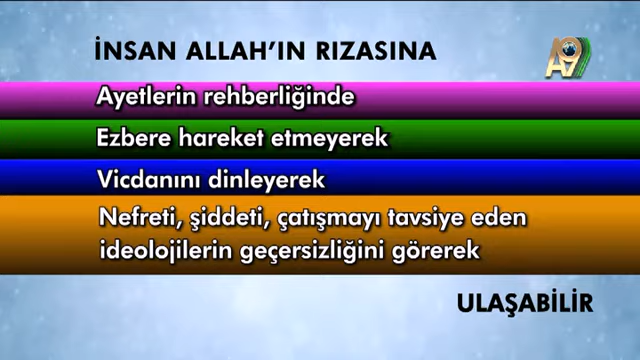 İNSAN ALLAH'IN RIZASINA
A9
Ayetlerin rehberliğinde
Ezbere hareket etmeyerek
Vicdanını dinleyerek
Nefreti, şiddeti, çatışmayı tavsiye eden
ideolojilerin geçersizliğini görerek
ULAŞABİLİR